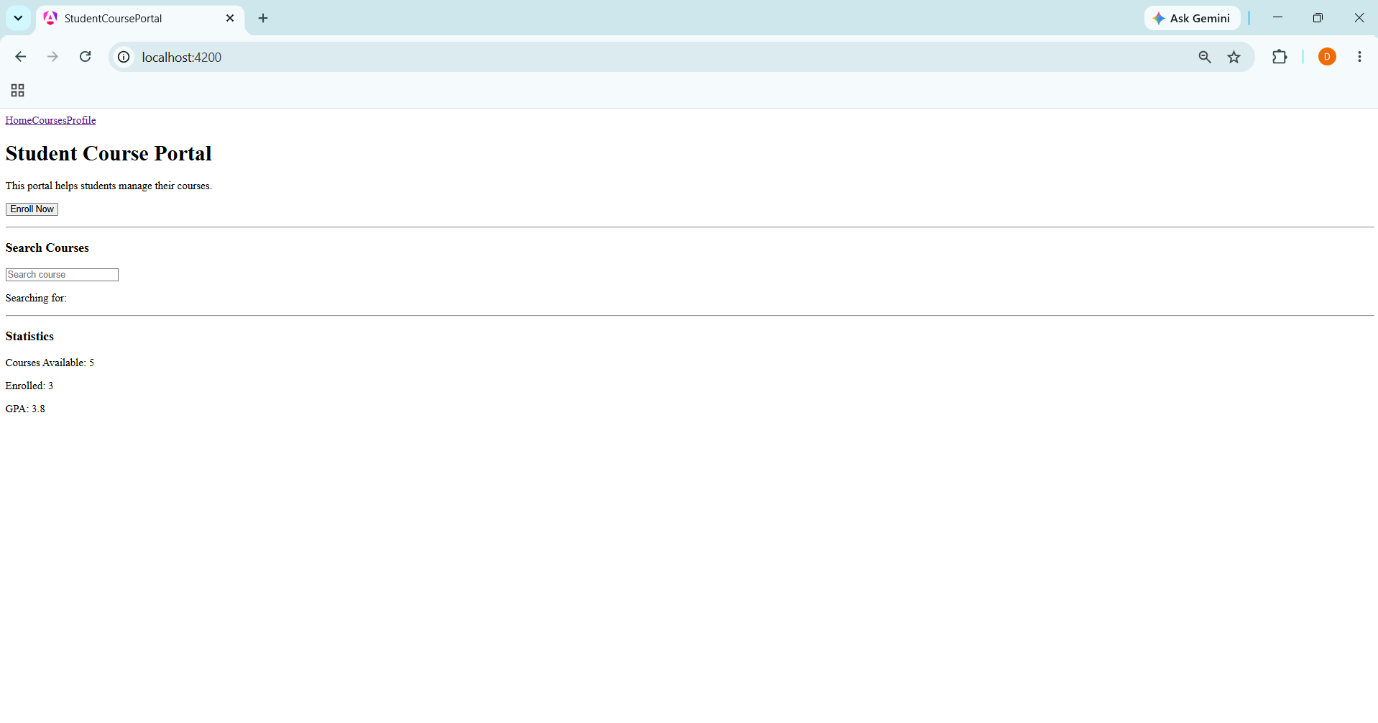 StudentCoursePortal
Ask Gemini
localhost:4200
D
HomeCoursesProfile
Student Course Portal
This portal helps students manage their courses.
Enroll Now
Search Courses
Search course
Searching for:
Statistics
Courses Available: 5
Enrolled: 3
GPA: 3.8